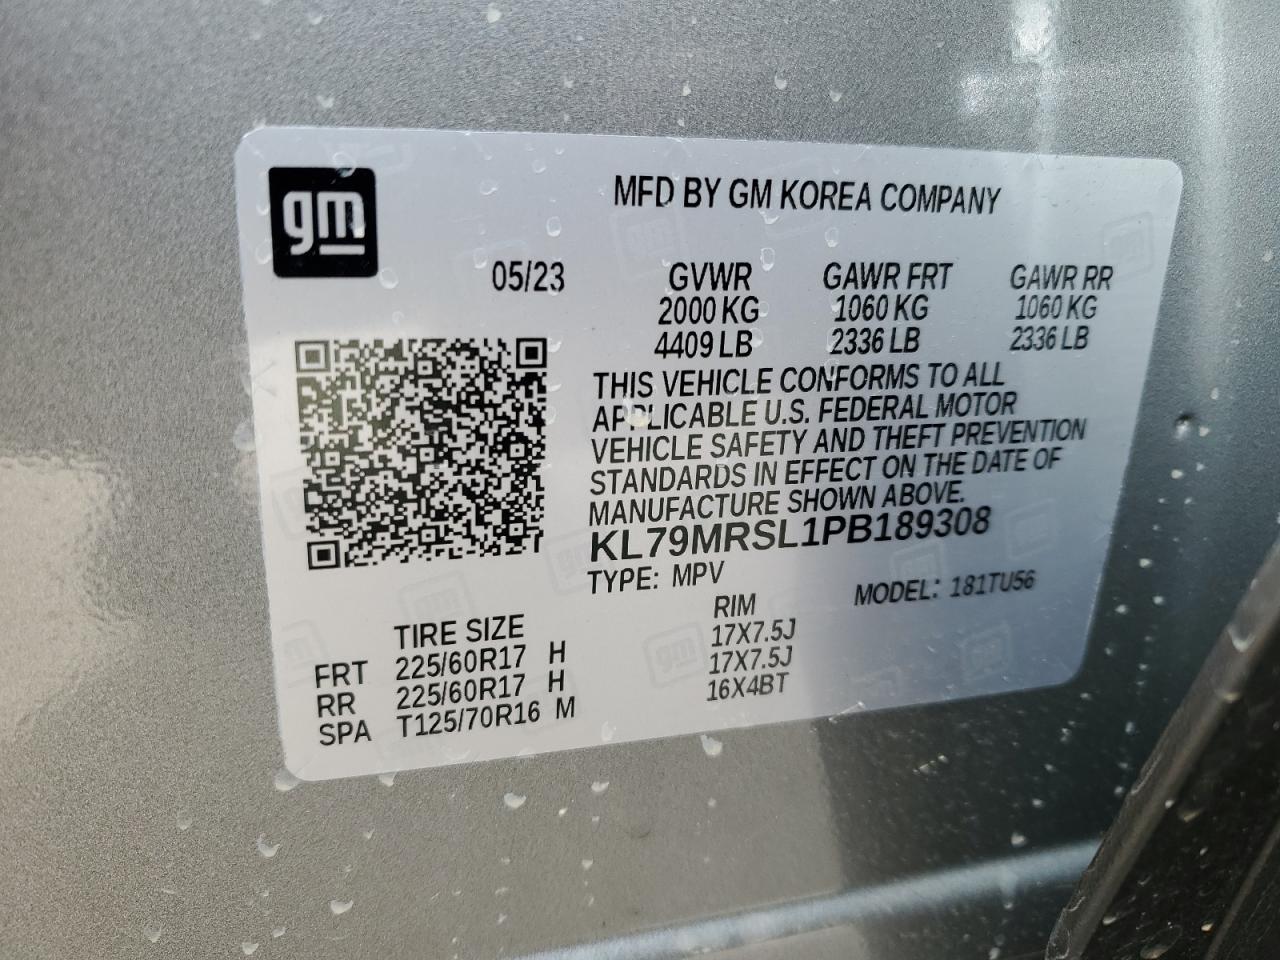 gm
MFD BY GM KOREA COMPANY
05/23 GVWR GAWR FRT GAWR RR
2000 KG 1060 KG 1060 KG
4409 LB 2336 LB 2336 LB
THIS VEHICLE CONFORMS TO ALL
APPLICABLE U.S. FEDERAL MOTOR
VEHICLE SAFETY AND THEFT PREVENTION
STANDARDS IN EFFECT ON THE DATE OF
MANUFACTURE SHOWN ABOVE.
KL79MRSL1PB189308
TYPE: MPV MODEL: 181TU56
TIRE SIZE RIM
FRT 225/60R17 H 17X7.5J
RR 225/60R17 H 17X7.5J
SPA T125/70R16 M 16X4BT